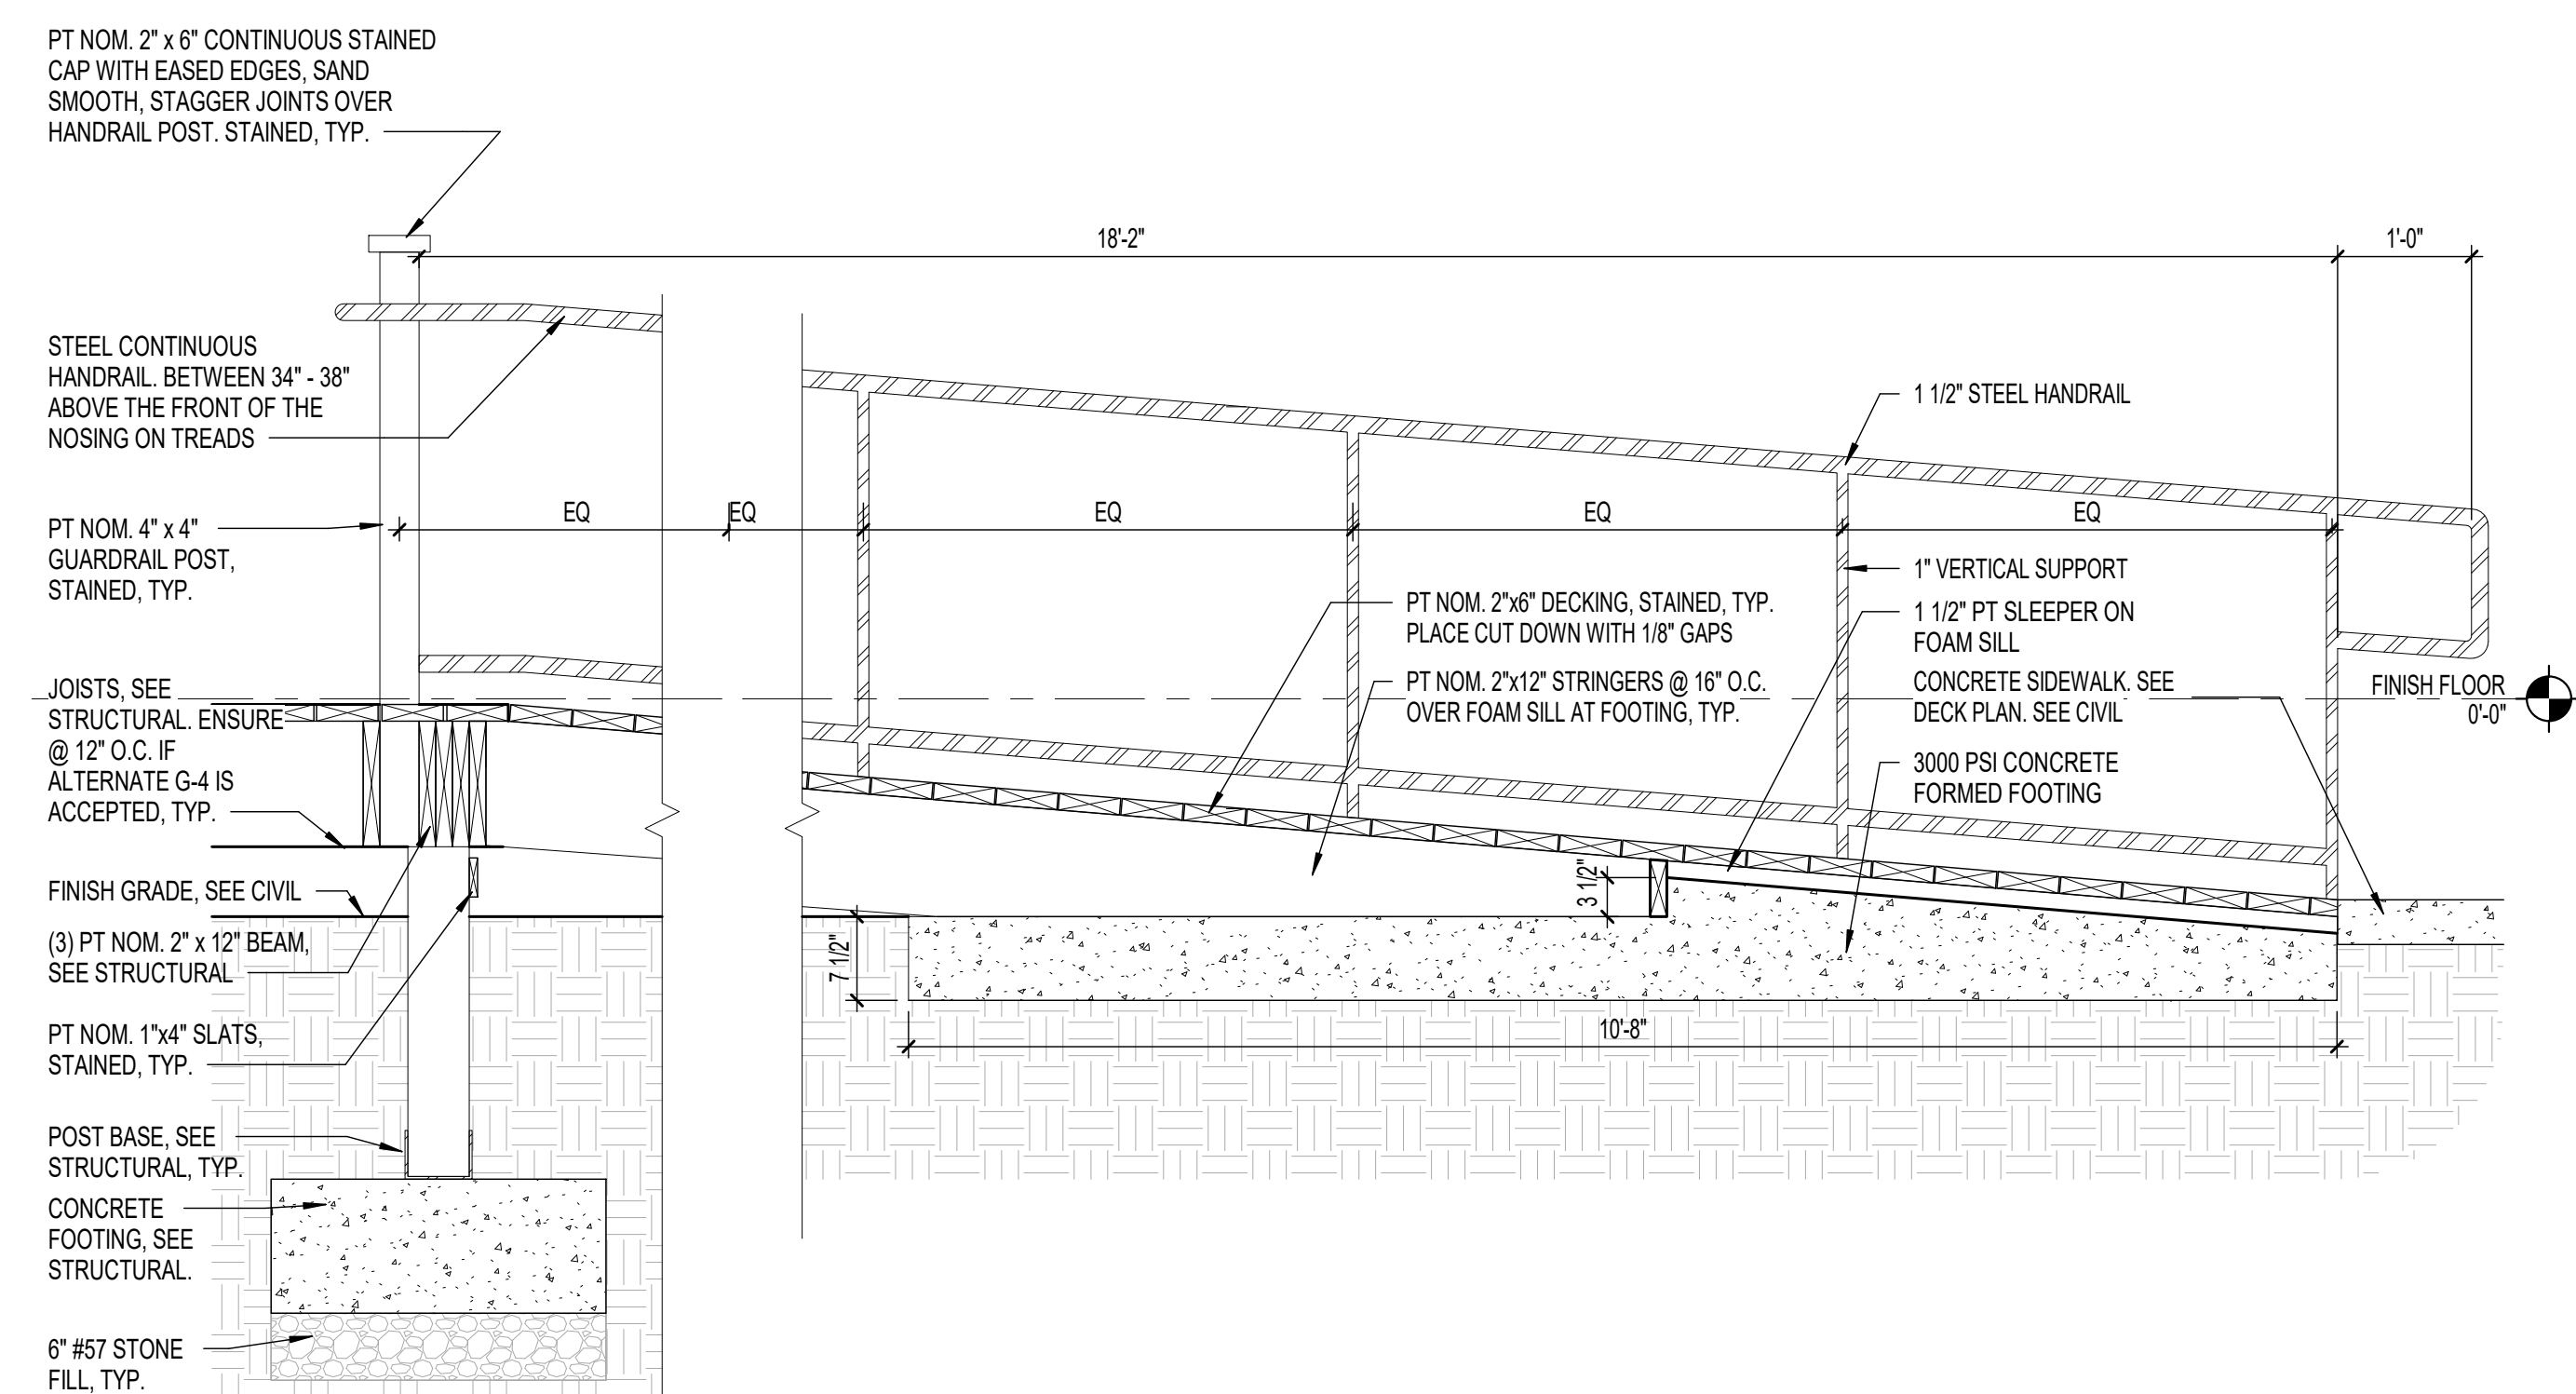 PT NOM. 2" x 6" CONTINUOUS STAINED
CAP WITH EASED EDGES, SAND
SMOOTH, STAGGER JOINTS OVER
HANDRAIL POST. STAINED, TYP.
18'-2"
1'-0"
STEEL CONTINUOUS
HANDRAIL. BETWEEN 34" - 38"
ABOVE THE FRONT OF THE
NOSING ON TREADS
1 1/2" STEEL HANDRAIL
EQ
EQ
EQ
EQ
EQ
PT NOM. 4" x 4"
GUARDRAIL POST,
STAINED, TYP.
1" VERTICAL SUPPORT
PT NOM. 2"x6" DECKING, STAINED, TYP.
PLACE CUT DOWN WITH 1/8" GAPS
1 1/2" PT SLEEPER ON
FOAM SILL
PT NOM. 2"x12" STRINGERS @ 16" O.C.
OVER FOAM SILL AT FOOTING, TYP.
CONCRETE SIDEWALK. SEE
DECK PLAN. SEE CIVIL
FINISH FLOOR
0'-0"
JOISTS, SEE
STRUCTURAL. ENSURE
@ 12" O.C. IF
ALTERNATE G-4 IS
ACCEPTED, TYP.
3000 PSI CONCRETE
FORMED FOOTING
3 1/2"
7 1/2"
FINISH GRADE, SEE CIVIL
(3) PT NOM. 2" x 12" BEAM,
SEE STRUCTURAL
PT NOM. 1"x4" SLATS,
STAINED, TYP.
10'-8"
POST BASE, SEE
STRUCTURAL, TYP.
CONCRETE
FOOTING, SEE
STRUCTURAL.
6" #57 STONE
FILL, TYP.